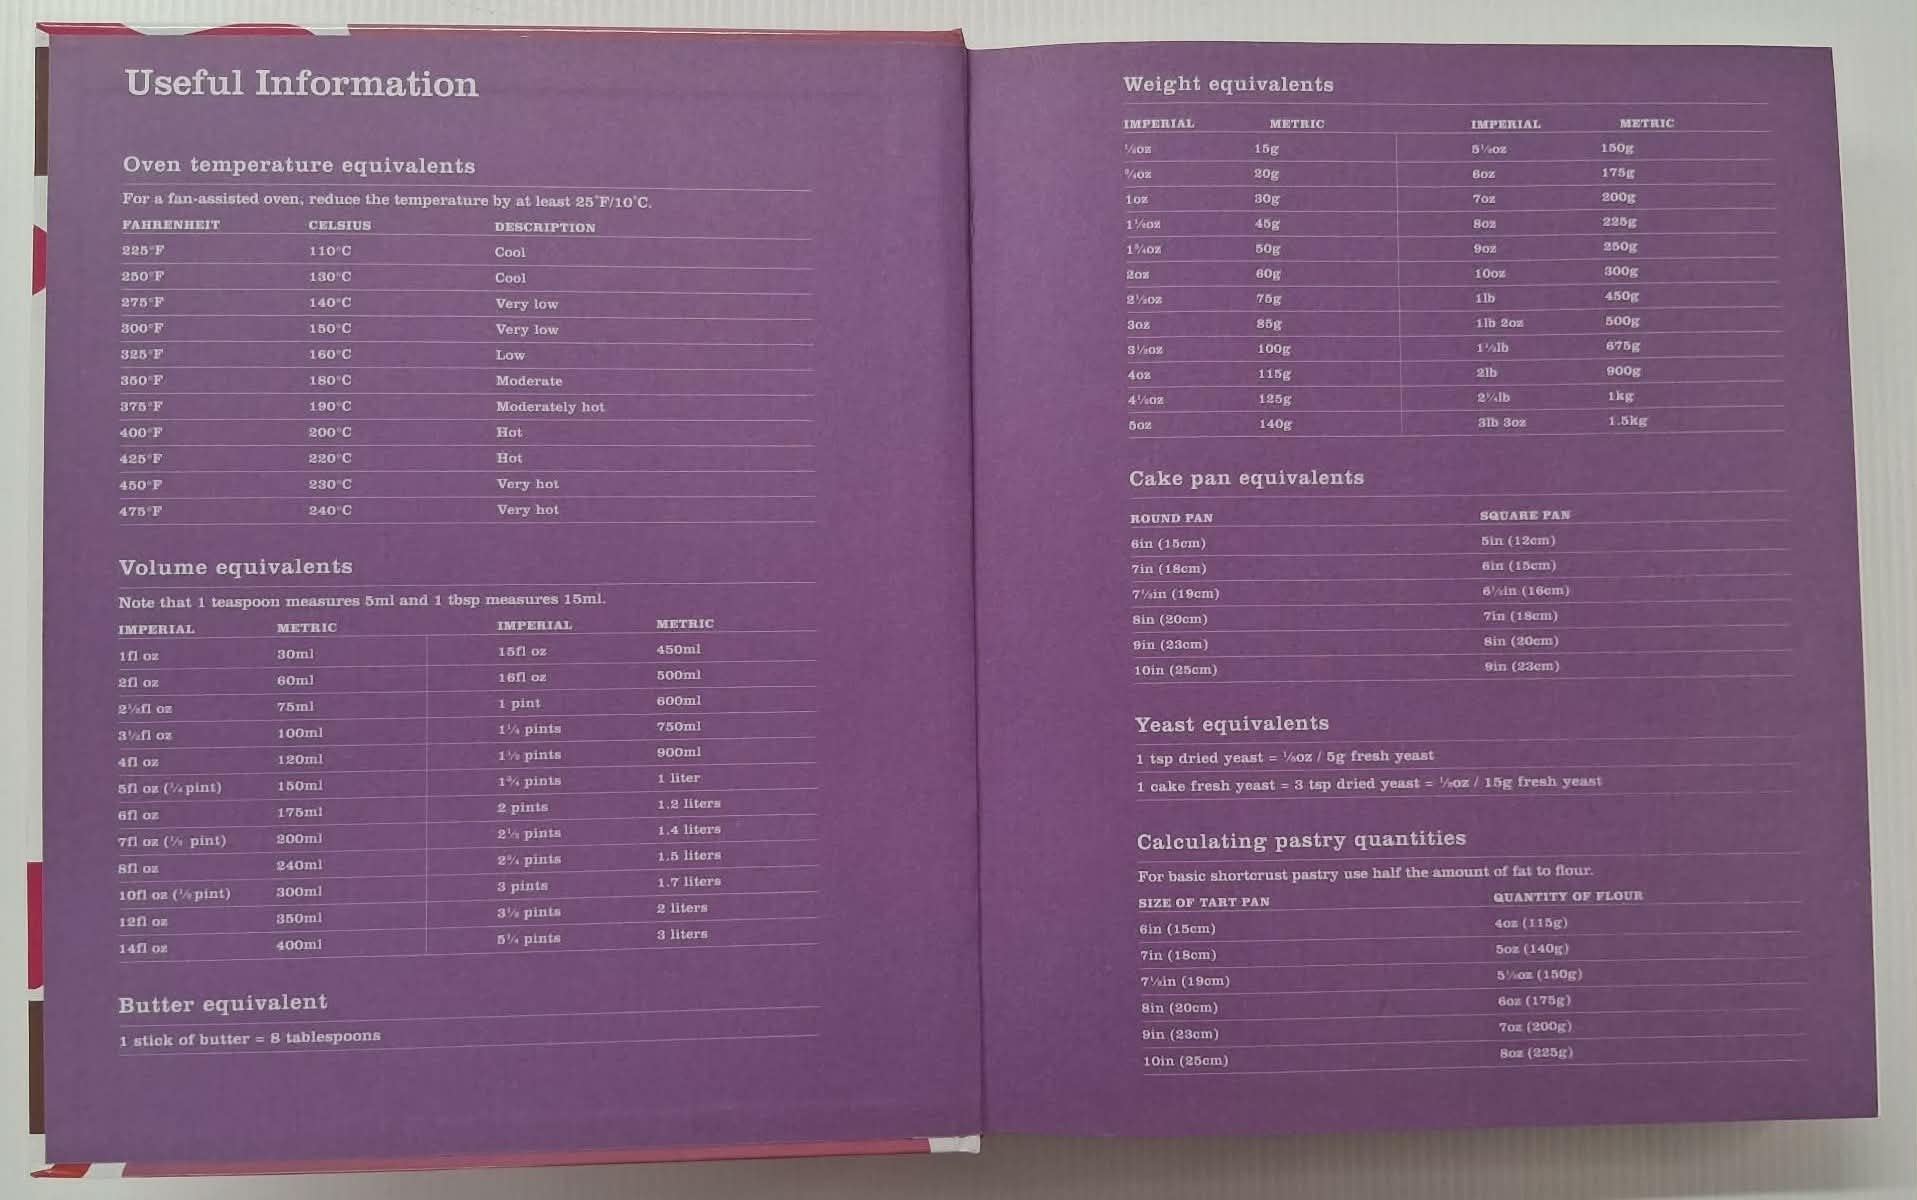 Useful Information
Oven temperature equivalents
For a fan-assisted oven, reduce the temperature by at least 25°F/10°C.
FAHRENHEIT CELSIUS DESCRIPTION
225°F 110°C Cool
250°F 130°C Cool
275°F 140°C Very low
300°F 150°C Very low
325°F 160°C Low
350°F 180°C Moderate
375°F 190°C Moderately hot
400°F 200°C Hot
425°F 220°C Hot
450°F 230°C Very hot
475°F 240°C Very hot
Volume equivalents
Note that 1 teaspoon measures 5ml and 1 tbsp measures 15ml.
IMPERIAL METRIC IMPERIAL METRIC
1fl oz 30ml 15fl oz 450ml
2fl oz 60ml 16fl oz 500ml
2½fl oz 75ml 1 pint 600ml
3½fl oz 100ml 1¼ pints 750ml
4fl oz 120ml 1½ pints 900ml
5fl oz (¼ pint) 150ml 1¾ pints 1 liter
6fl oz 175ml 2 pints 1.2 liters
7fl oz (⅓ pint) 200ml 2½ pints 1.4 liters
8fl oz 240ml 2¾ pints 1.5 liters
10fl oz (½ pint) 300ml 3 pints 1.7 liters
12fl oz 350ml 3½ pints 2 liters
14fl oz 400ml 5¼ pints 3 liters
Butter equivalent
1 stick of butter = 8 tablespoons
Weight equivalents
IMPERIAL METRIC IMPERIAL METRIC
½oz 15g 5½oz 150g
¾oz 20g 6oz 175g
1oz 30g 7oz 200g
1½oz 45g 8oz 225g
1¾oz 50g 9oz 250g
2oz 60g 10oz 300g
2½oz 75g 1lb 450g
3oz 85g 1lb 2oz 500g
3½oz 100g 1½lb 675g
4oz 115g 2lb 900g
4½oz 125g 2¼lb 1kg
5oz 140g 3lb 3oz 1.5kg
Cake pan equivalents
ROUND PAN SQUARE PAN
6in (15cm) 5in (12cm)
7in (18cm) 6in (15cm)
7½in (19cm) 6½in (16cm)
8in (20cm) 7in (18cm)
9in (23cm) 8in (20cm)
10in (25cm) 9in (23cm)
Yeast equivalents
1 tsp dried yeast = / 5g fresh yeast
1 cake fresh yeast = 3 tsp dried yeast = ½oz / 15g fresh yeast
Calculating pastry quantities
For basic shortcrust pastry use half the amount of fat to flour.
SIZE OF TART PAN QUANTITY OF FLOUR
6in (15cm) 4oz (115g)
7in (18cm) 5oz (140g)
7½in (19cm) 5½oz (150g)
8in (20cm) 6oz (175g)
9in (23cm) 7oz (200g)
10in (25cm) 8oz (225g)